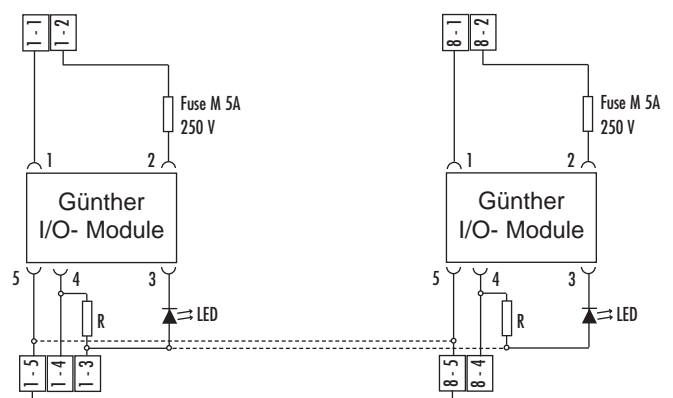 1 - 1
1 - 2
8 - 1
8 - 2
Fuse M 5A
250 V
Fuse M 5A
250 V
1
2
1
2
Günther
I/O- Module
Günther
I/O- Module
5
4
3
5
4
3
R
LED
R
LED
1 - 5
1 - 4
1 - 3
8 - 5
8 - 4